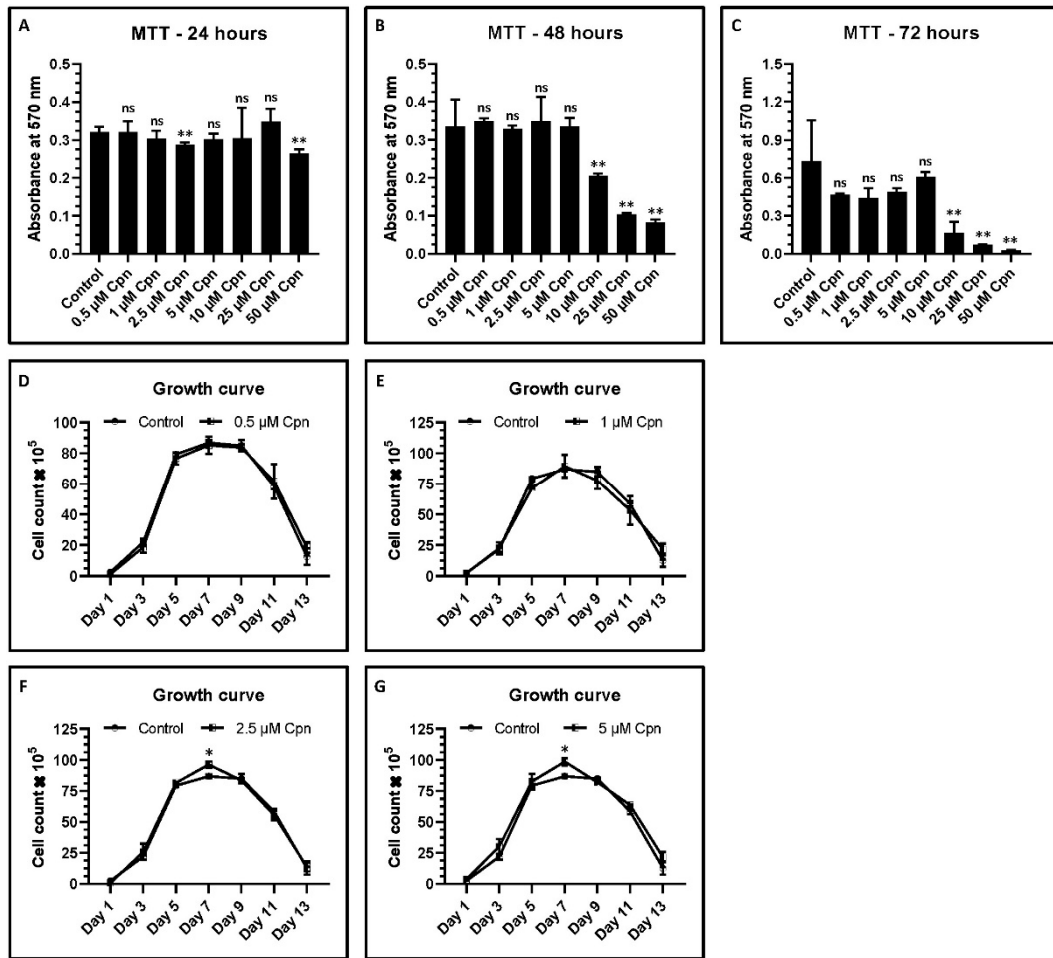 A
MTT - 24 hours
Absorbance at 570 nm
0.5
0.4
0.3
0.2
0.1
0.0
ns
ns
**
ns
ns
ns
**
Control
0.5 µM Cpn
1 µM Cpn
2.5 µM Cpn
5 µM Cpn
10 µM Cpn
25 µM Cpn
50 µM Cpn
B
MTT - 48 hours
Absorbance at 570 nm
0.5
0.4
0.3
0.2
0.1
0.0
ns
ns
ns
ns
**
**
**
Control
0.5 µM Cpn
1 µM Cpn
2.5 µM Cpn
5 µM Cpn
10 µM Cpn
25 µM Cpn
50 µM Cpn
C
MTT - 72 hours
Absorbance at 570 nm
1.5
1.2
0.9
0.6
0.3
0.0
ns
ns
ns
ns
**
**
**
Control
0.5 µM Cpn
1 µM Cpn
2.5 µM Cpn
5 µM Cpn
10 µM Cpn
25 µM Cpn
50 µM Cpn
D
Growth curve
Control 0.5 µM Cpn
Cell count ✖ 10⁵
100
80
60
40
20
0
Day 1
Day 3
Day 5
Day 7
Day 9
Day 11
Day 13
E
Growth curve
Control 1 µM Cpn
Cell count ✖ 10⁵
125
100
75
50
25
0
Day 1
Day 3
Day 5
Day 7
Day 9
Day 11
Day 13
F
Growth curve
Control 2.5 µM Cpn
Cell count ✖ 10⁵
125
100
75
50
25
0
*
Day 1
Day 3
Day 5
Day 7
Day 9
Day 11
Day 13
G
Growth curve
Control 5 µM Cpn
Cell count ✖ 10⁵
125
100
75
50
25
0
*
Day 1
Day 3
Day 5
Day 7
Day 9
Day 11
Day 13